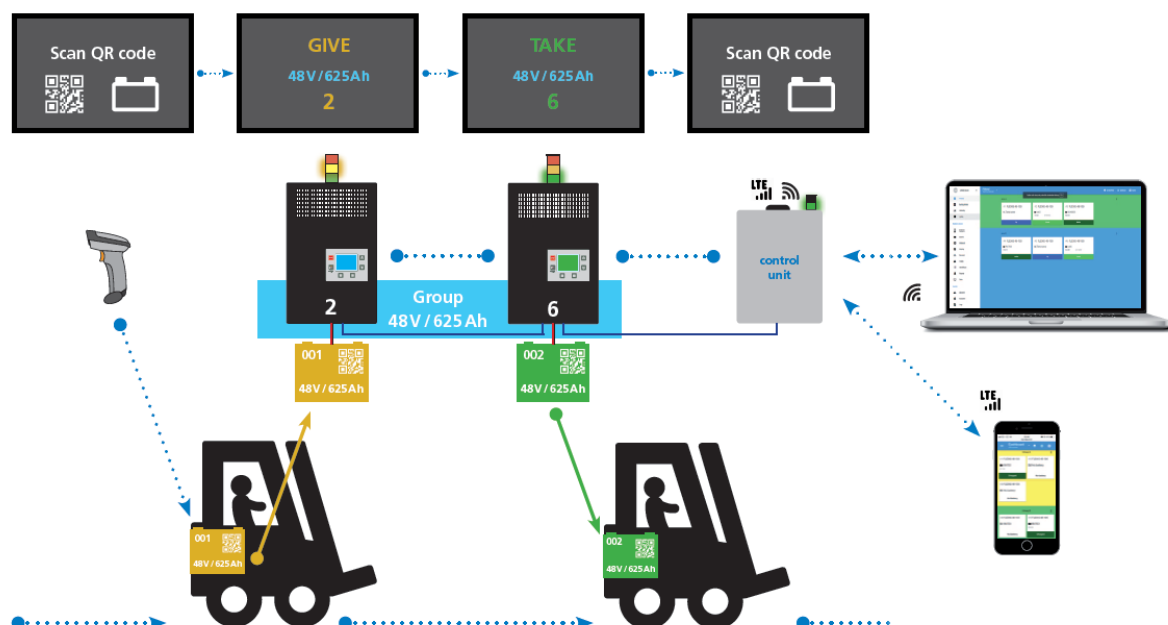 Scan QR code
GIVE
48V/625Ah
2
TAKE
48V/625Ah
6
Scan QR code
LTE
2
6
control
unit
Group
48V/625Ah
001
48V/625Ah
002
48V/625Ah
LTE
001
48V/625Ah
002
48V/625Ah